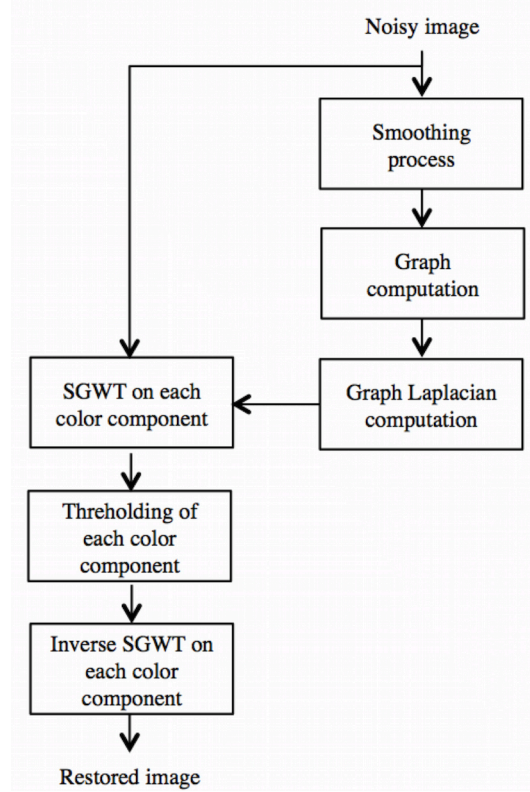 Noisy image
Smoothing
process
Graph
computation
Graph Laplacian
computation
SGWT on each
color component
Threholding of
each color
component
Inverse SGWT on
each color
component
Restored image